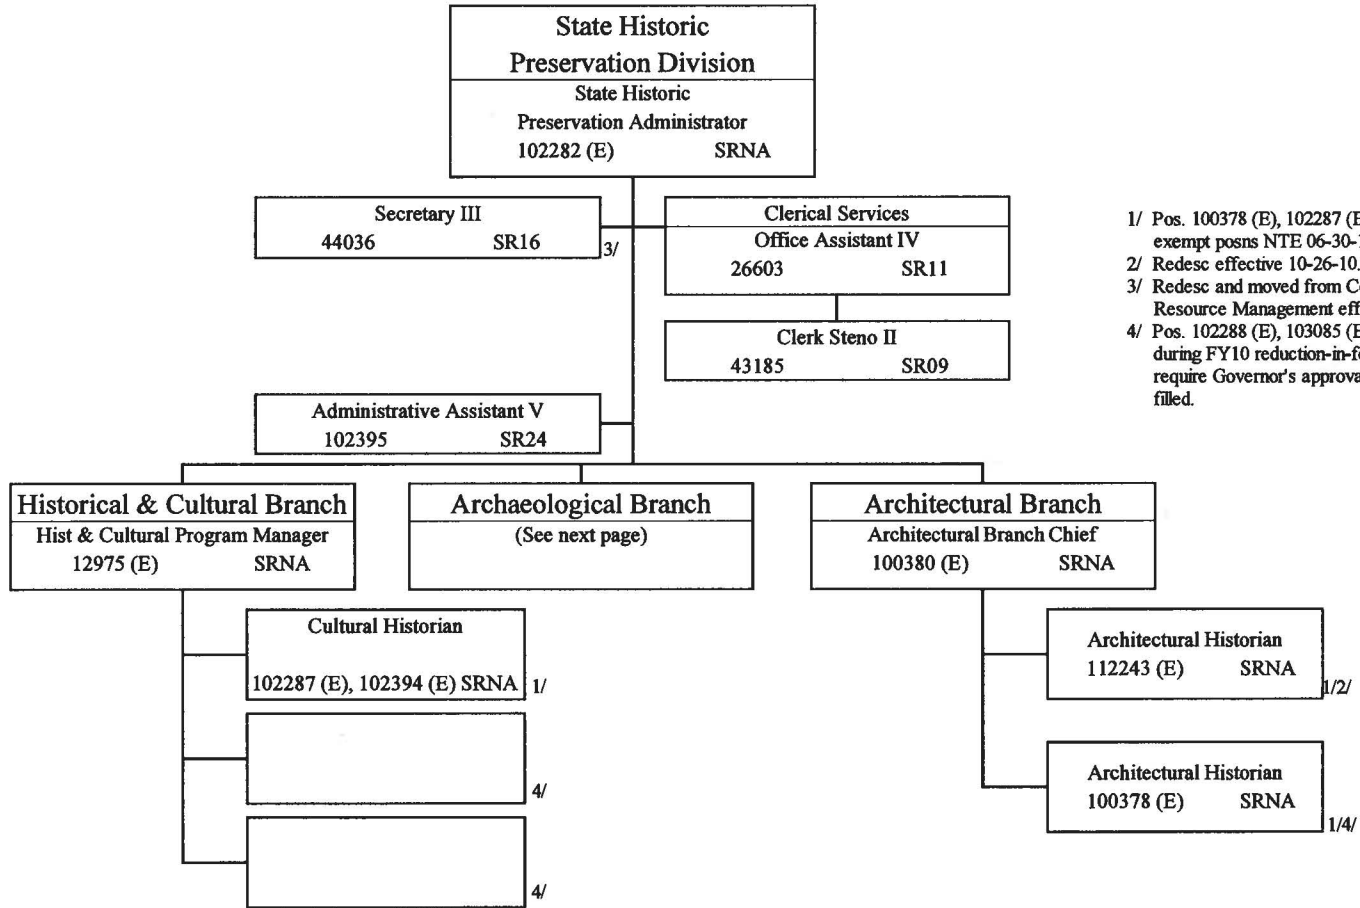 State Historic
Preservation Division
State Historic
Preservation Administrator
102282 (E) SRNA
Secretary III
44036 SR16
3/
Clerical Services
Office Assistant IV
26603 SR11
Clerk Steno II
43185 SR09
Administrative Assistant V
102395 SR24
1/ Pos. 100378 (E), 102287 (E
exempt posns NTE 06-30-1
2/ Redesc effective 10-26-10.
3/ Redesc and moved from C
Resource Management eff
4/ Pos. 102288 (E), 103085 (E
during FY10 reduction-in-f
require Governor's approva
filled.
Historical & Cultural Branch
Hist & Cultural Program Manager
12975 (E) SRNA
Archaeological Branch
(See next page)
Architectural Branch
Architectural Branch Chief
100380 (E) SRNA
Cultural Historian
102287 (E), 102394 (E) SRNA
1/
4/
4/
Architectural Historian
112243 (E) SRNA
1/2/
Architectural Historian
100378 (E) SRNA
1/4/